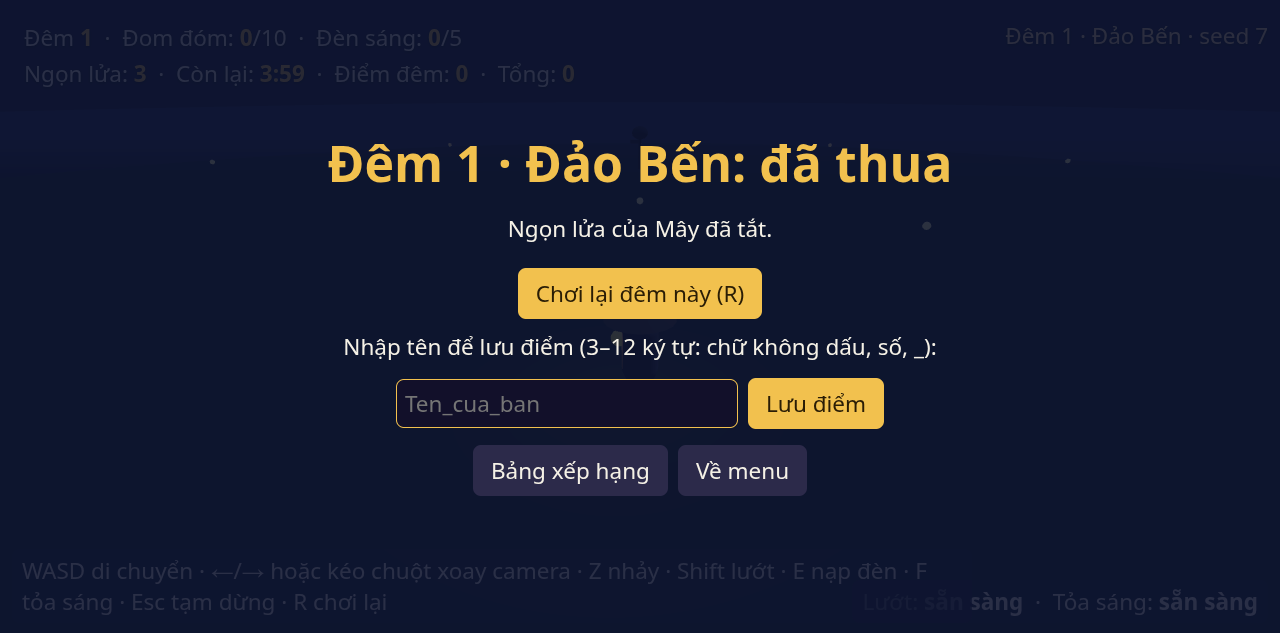 Đêm 1 · Đom đóm: 0/10 · Đèn sáng: 0/5
Đêm 1 · Đảo Bến · seed 7
Ngọn lửa: 3 · Còn lại: 3:59 · Điểm đêm: 0 · Tổng: 0
Đêm 1 · Đảo Bến: đã thua
Ngọn lửa của Mây đã tắt.
Chơi lại đêm này (R)
Nhập tên để lưu điểm (3–12 ký tự: chữ không dấu, số, _):
Ten_cua_ban
Lưu điểm
Bảng xếp hạng
Về menu
WASD di chuyển · ←/→ hoặc kéo chuột xoay camera · Z nhảy · Shift lướt · E nạp đèn · F
tỏa sáng · Esc tạm dừng · R chơi lại
Lướt: sẵn sàng · Tỏa sáng: sẵn sàng